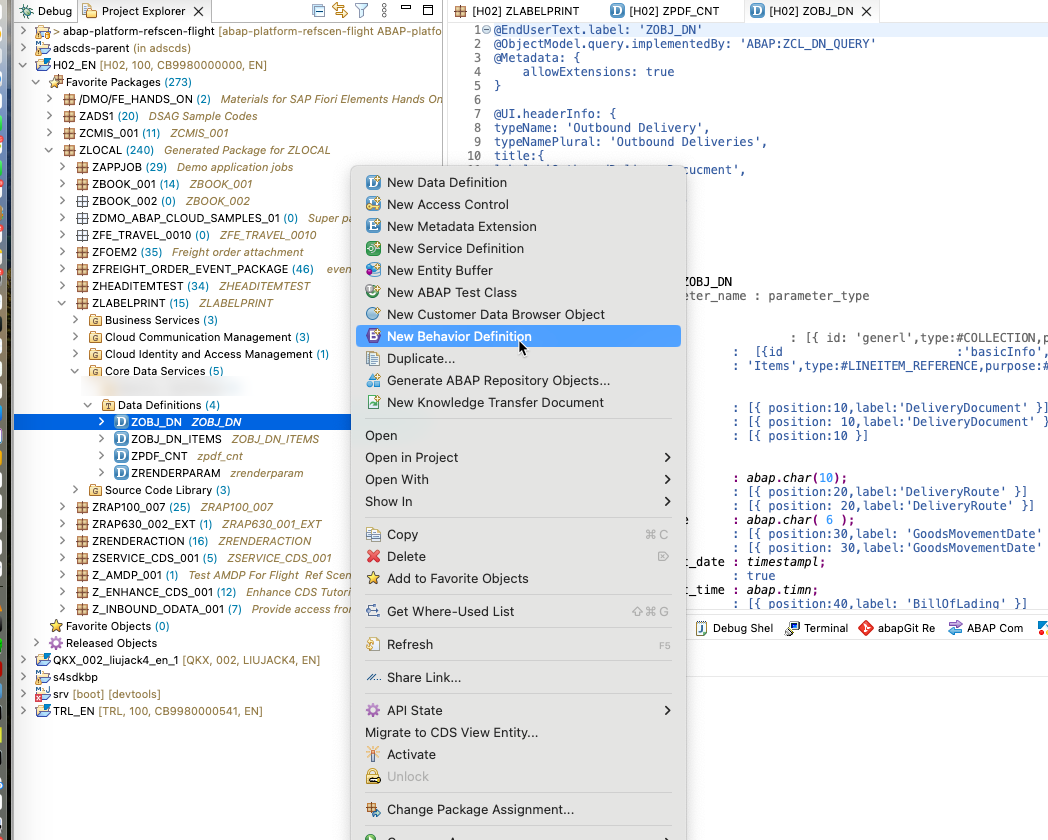 Debug
Project Explorer
> abap-platform-refscen-flight [abap-platform-refscen-flight ABAP-platfo
adscds-parent (in adscds)
H02_EN [H02, 100, CB9980000000, EN]
Favorite Packages (273)
/DMO/FE_HANDS_ON (2) Materials for SAP Fiori Elements Hands On
ZADS1 (20) DSAG Sample Codes
ZCMIS_001 (11) ZCMIS_001
ZLOCAL (240) Generated Package for ZLOCAL
ZAPPJOB (29) Demo application jobs
ZBOOK_001 (14) ZBOOK_001
ZBOOK_002 (0) ZBOOK_002
ZDMO_ABAP_CLOUD_SAMPLES_01 (0) Super pa
ZFE_TRAVEL_0010 (0) ZFE_TRAVEL_0010
ZFOEM2 (35) Freight order attachment
ZFREIGHT_ORDER_EVENT_PACKAGE (46) even
ZHEADITEMTEST (34) ZHEADITEMTEST
ZLABELPRINT (15) ZLABELPRINT
Business Services (3)
Cloud Communication Management (3)
Cloud Identity and Access Management (1)
Core Data Services (5)
Data Definitions (4)
ZOBJ_DN ZOBJ_DN
ZOBJ_DN_ITEMS ZOBJ_DN_ITEMS
ZPDF_CNT zpdf_cnt
ZRENDERPARAM zrenderparam
Source Code Library (3)
ZRAP100_007 (25) ZRAP100_007
ZRAP630_002_EXT (1) ZRAP630_001_EXT
ZRENDERACTION (16) ZRENDERACTION
ZSERVICE_CDS_001 (5) ZSERVICE_CDS_001
Z_AMDP_001 (1) Test AMDP For Flight Ref Scen
Z_ENHANCE_CDS_001 (12) Enhance CDS Tutori
Z_INBOUND_ODATA_001 (7) Provide access fro
Favorite Objects (0)
Released Objects
QKX_002_liujack4_en_1 [QKX, 002, LIUJACK4, EN]
s4sdkbp
srv [boot] [devtools]
TRL_EN [TRL, 100, CB9980000541, EN]
New Data Definition
New Access Control
New Metadata Extension
New Service Definition
New Entity Buffer
New ABAP Test Class
New Customer Data Browser Object
New Behavior Definition
Duplicate...
Generate ABAP Repository Objects...
New Knowledge Transfer Document
Open
Open in Project
Open With
Show In
Copy ⌘C
Delete ⌦
Add to Favorite Objects
Get Where-Used List ⇧⌘G
Refresh F5
Share Link...
API State
Migrate to CDS View Entity...
Activate
Unlock
Change Package Assignment...
[H02] ZLABELPRINT
[H02] ZPDF_CNT
[H02] ZOBJ_DN
1 @EndUserText.label: 'ZOBJ_DN'
2 @ObjectModel.query.implementedBy: 'ABAP:ZCL_DN_QUERY'
3 @Metadata: {
4 allowExtensions: true
5 }
6
7 @UI.headerInfo: {
8 typeName: 'Outbound Delivery',
9 typeNamePlural: 'Outbound Deliveries',
10 title:{
ocucment',
ZOBJ_DN
eter_name : parameter_type
: [{ id: 'generl',type:#COLLECTION,p
: [{id :'basicInfo',
: 'Items',type:#LINEITEM_REFERENCE,purpose:#
: [{ position:10,label:'DeliveryDocument' }]
: [{ position: 10,label:'DeliveryDocument' }
: [{ position:10 }]
: abap.char(10);
: [{ position:20,label:'DeliveryRoute' }]
: [{ position: 20,label:'DeliveryRoute' }]
e : abap.char( 6 );
: [{ position:30,label: 'GoodsMovementDate'
: [{ position: 30,label:'GoodsMovementDate'
t_date : timestampl;
: true
t_time : abap.timn;
: [{ position:40,label: 'BillOfLading' }]
Debug Shel
Terminal
abapGit Re
ABAP Com